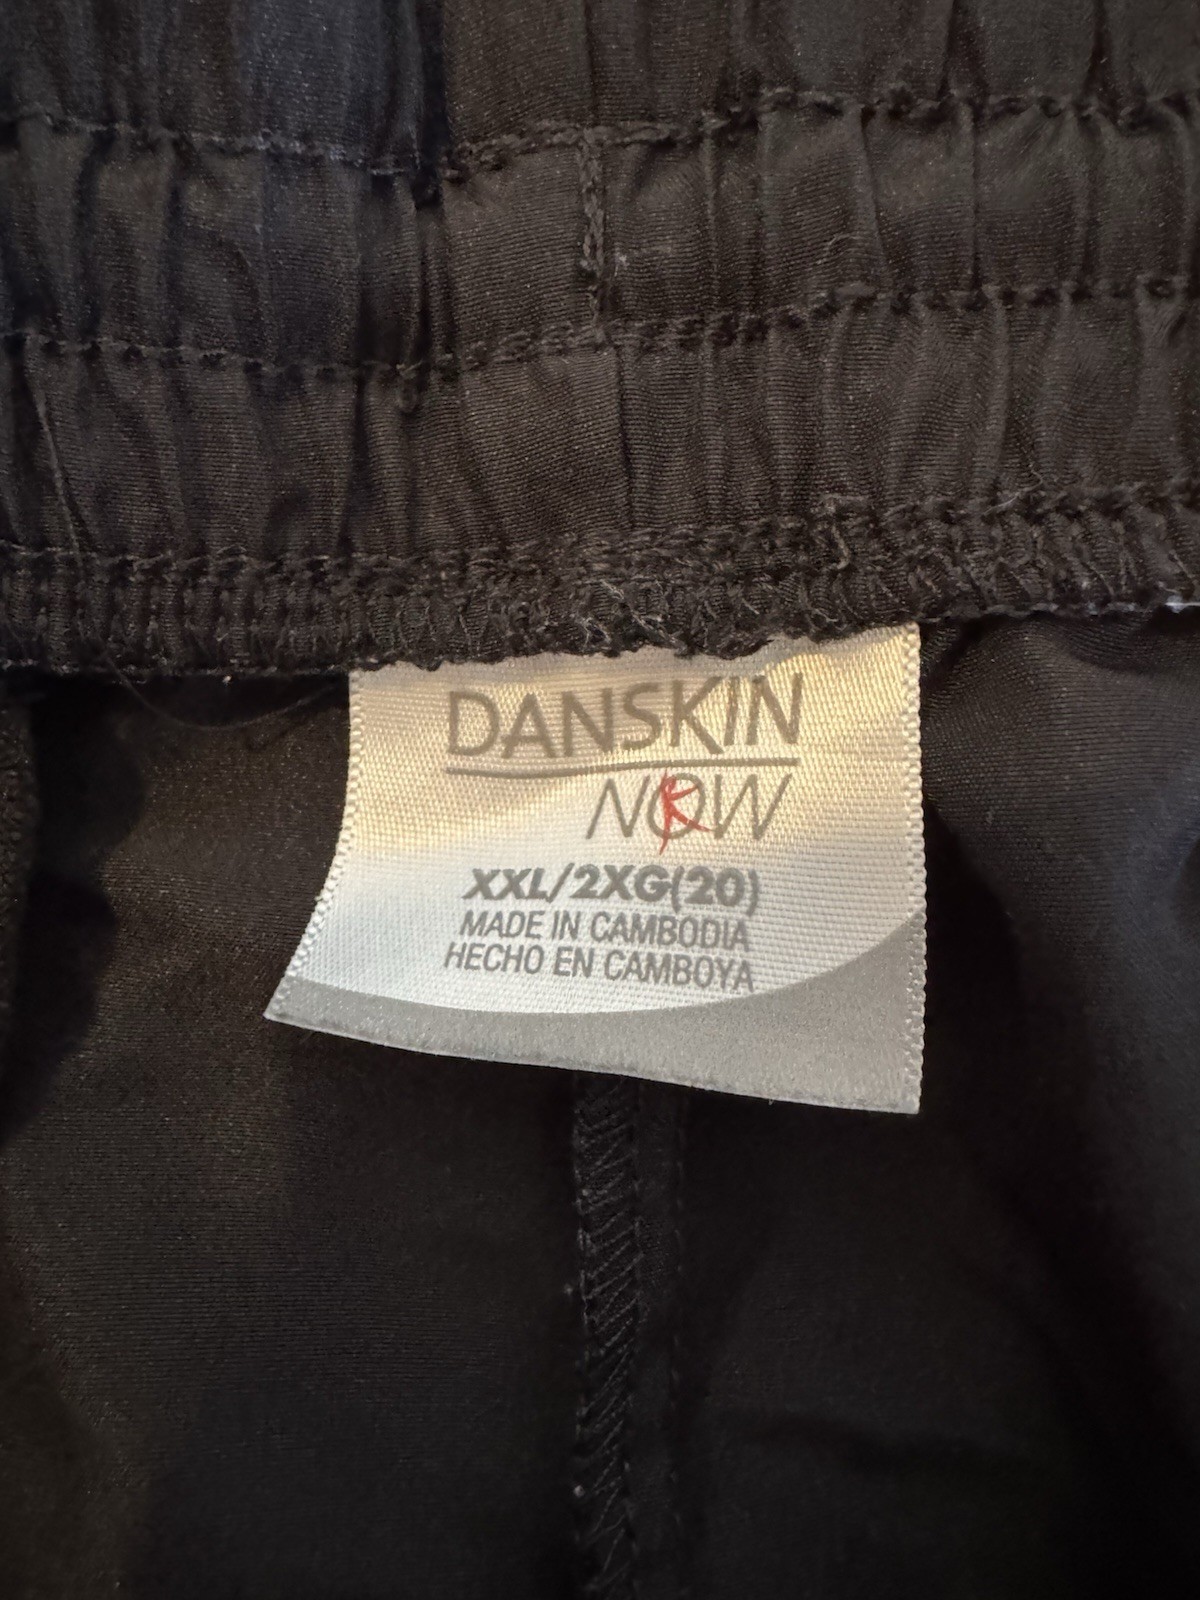 DANSKIN
NOW
XXL/2XG(20)
MADE IN CAMBODIA
HECHO EN CAMBOYA